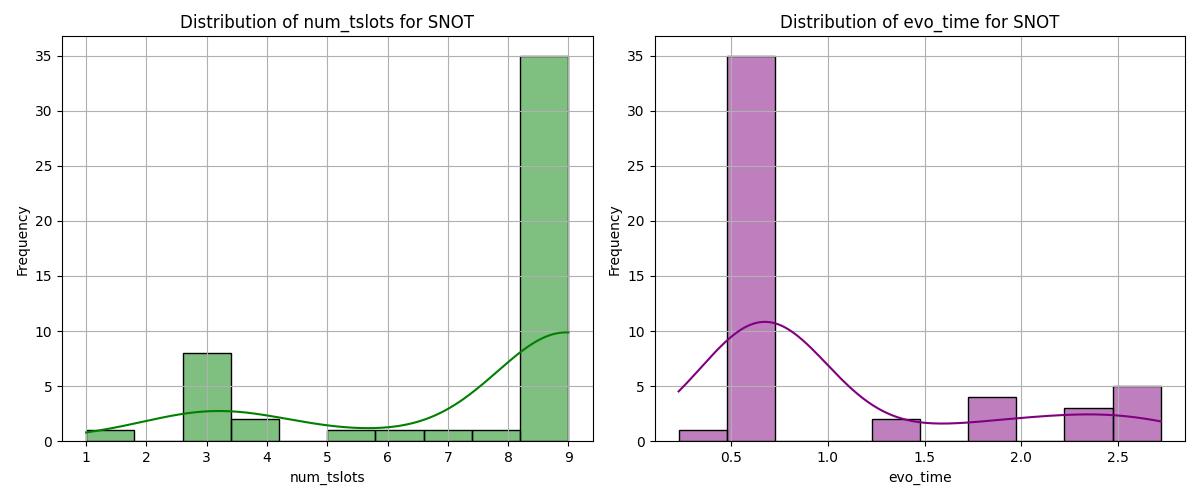 Distribution of num_tslots for SNOT
35
30
25
20
15
10
5
0
Frequency
1 2 3 4 5 6 7 8 9
num_tslots
Distribution of evo_time for SNOT
35
30
25
20
15
10
5
0
Frequency
0.5 1.0 1.5 2.0 2.5
evo_time